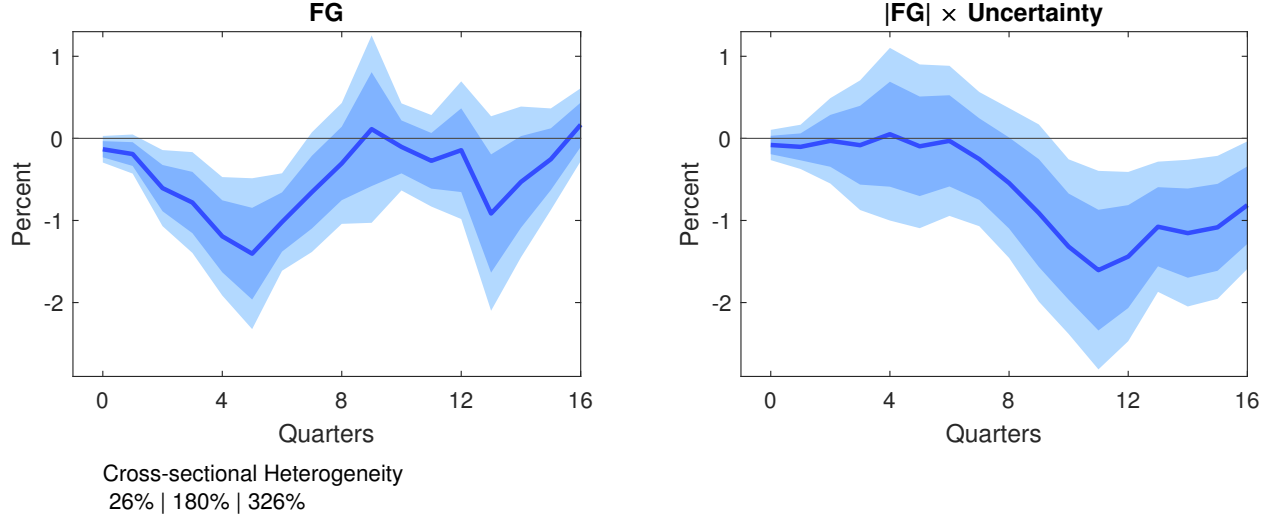 FG
1
0
-1
-2
Percent
0 4 8 12 16
Quarters
Cross-sectional Heterogeneity
26% | 180% | 326%
|FG| × Uncertainty
1
0
-1
-2
Percent
0 4 8 12 16
Quarters